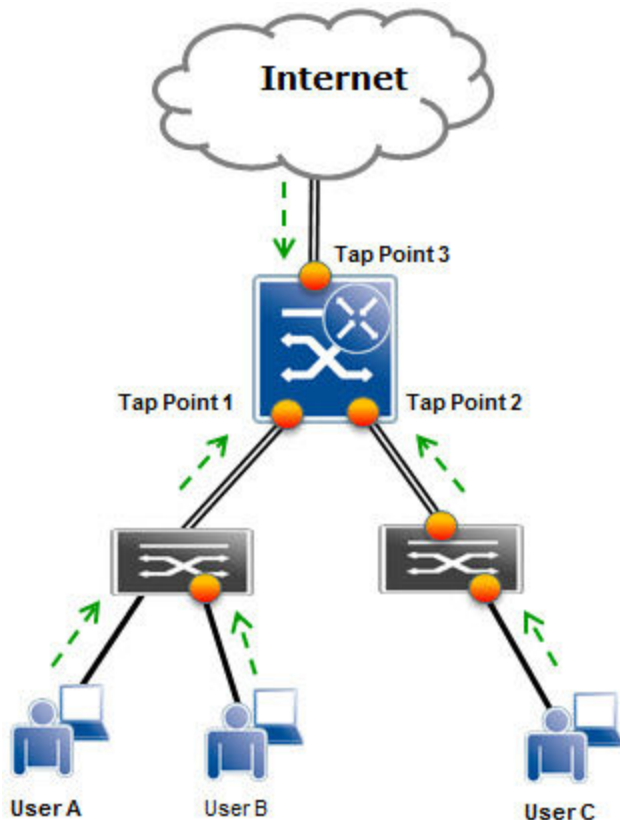 Internet
Tap Point 3
Tap Point 1
Tap Point 2
User A
User B
User C